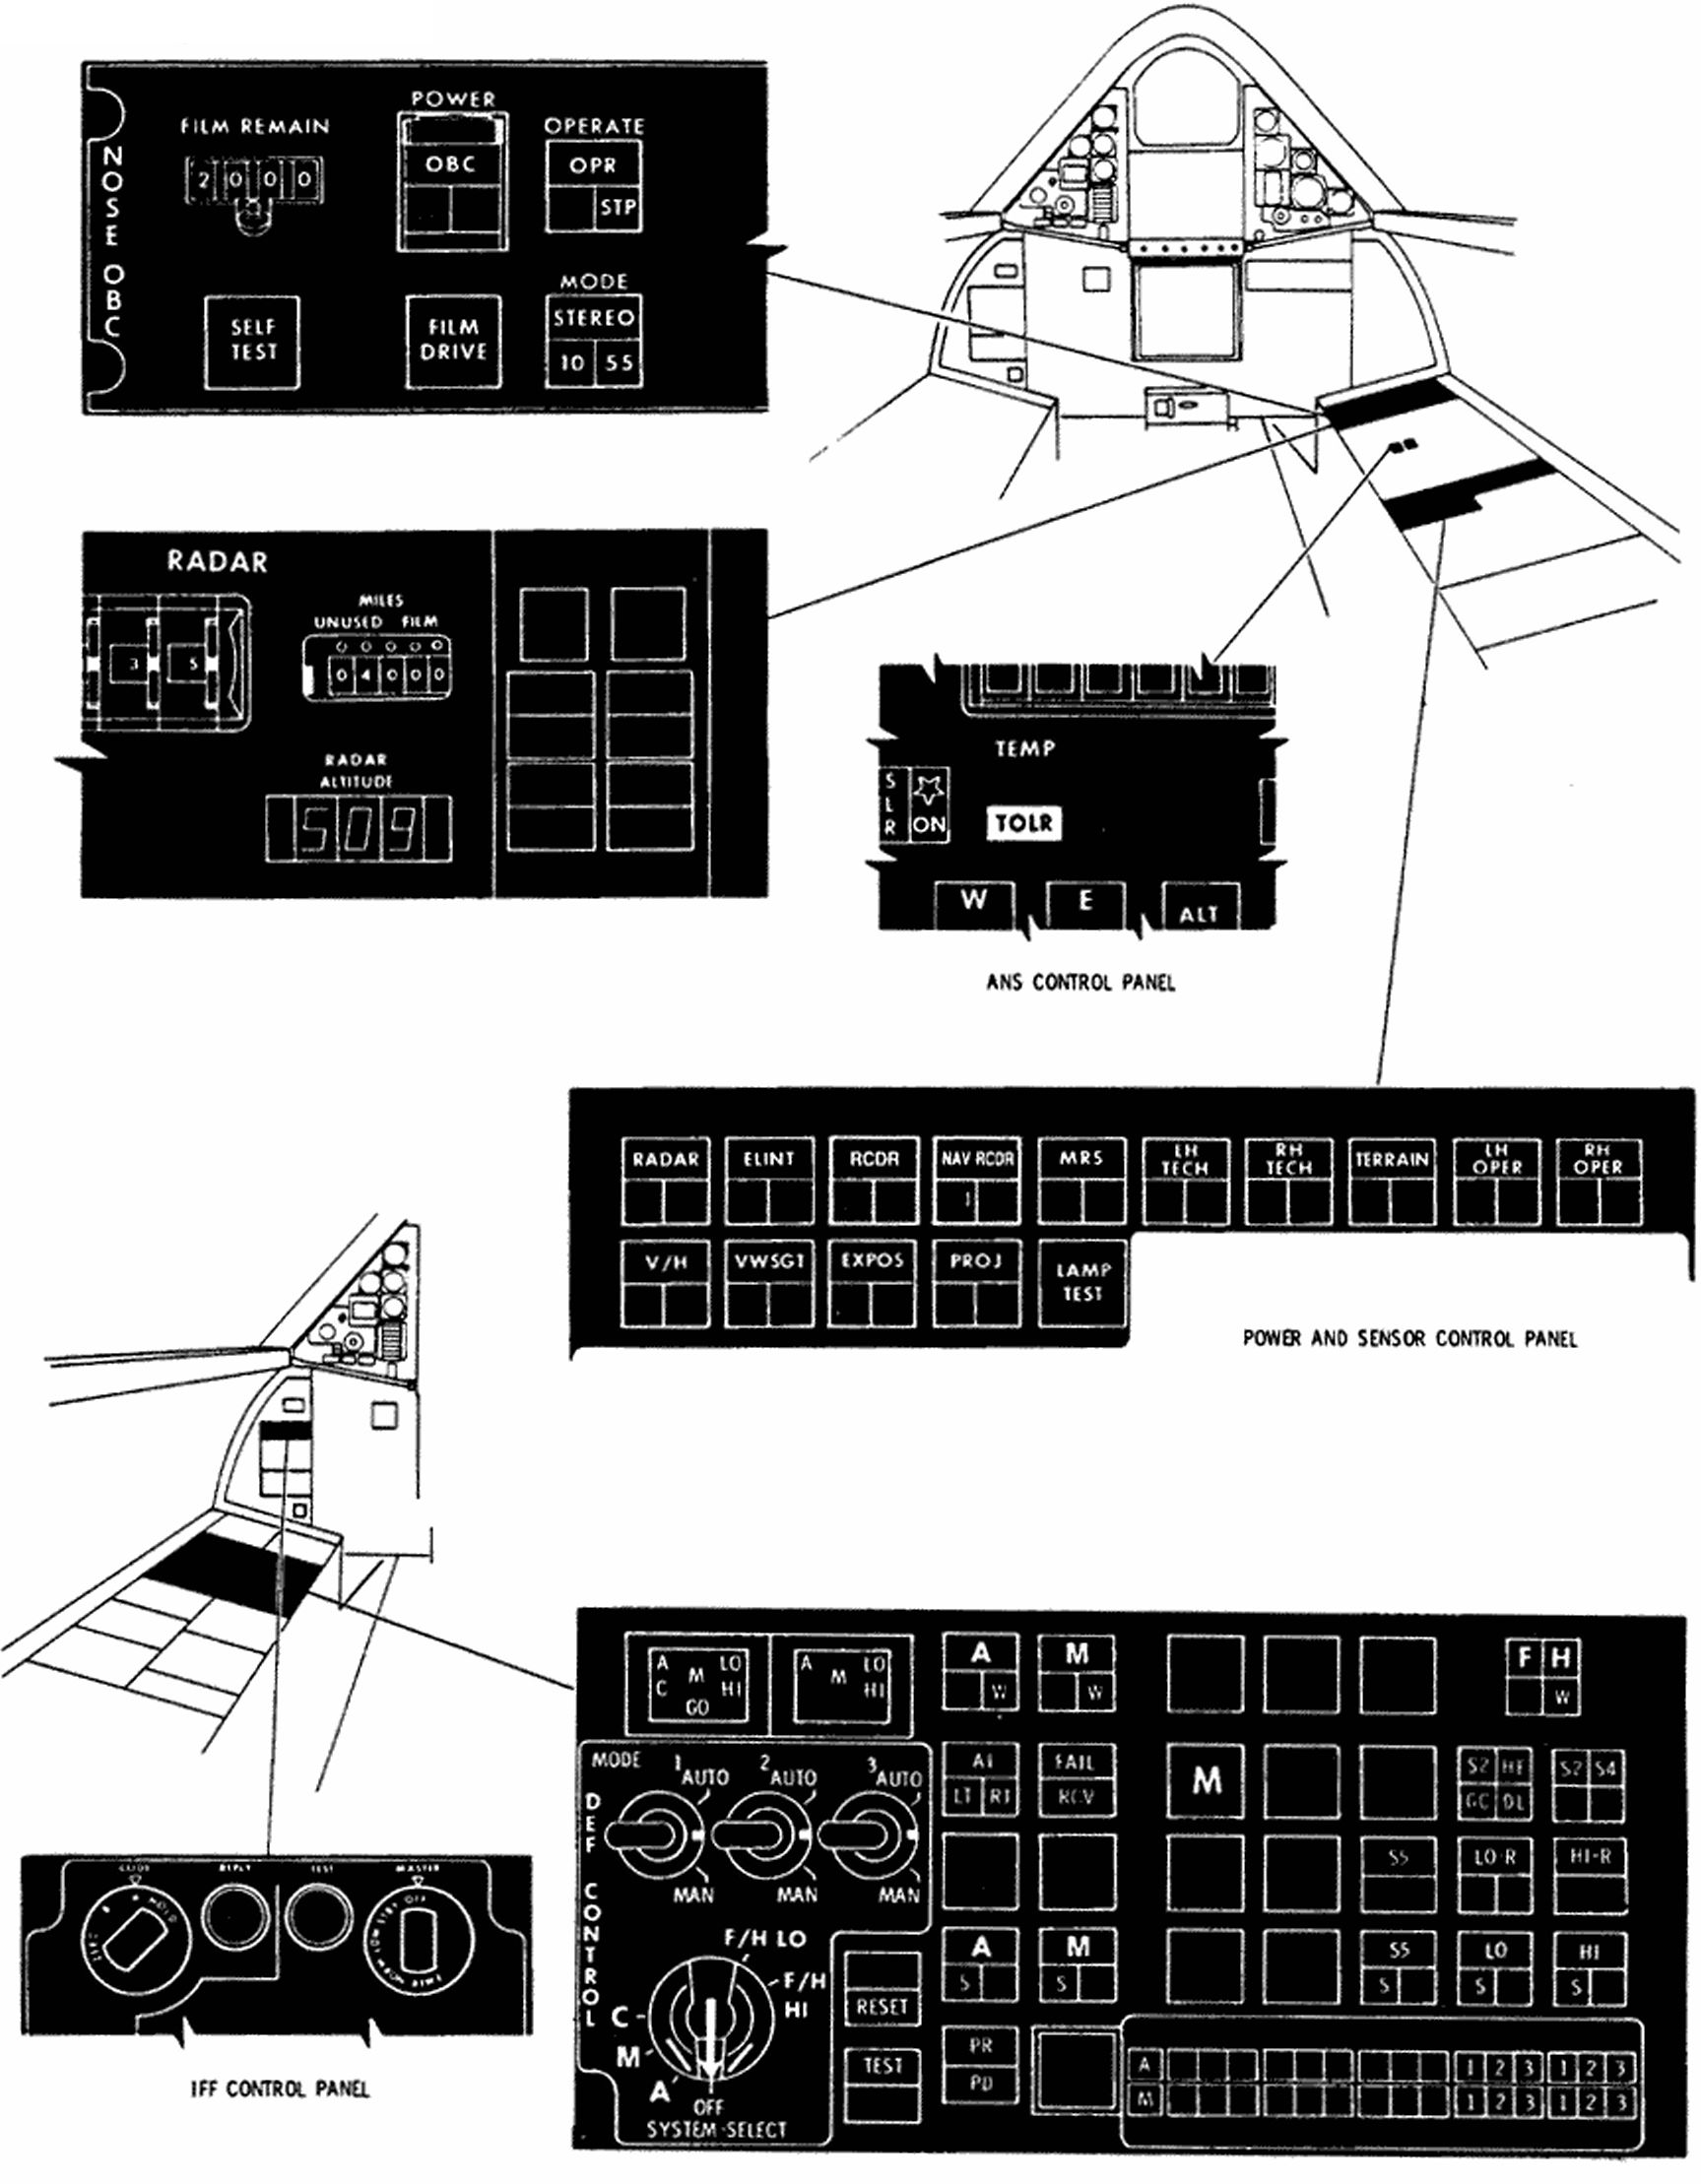 NOSE OBC
FILM REMAIN
2 0 0 0
POWER
OBC
OPERATE
OPR
STP
SELF
TEST
FILM
DRIVE
MODE
STEREO
10 55
RADAR
3 5
MILES
UNUSED FILM
0 4 0 0 0
RADAR
ALTITUDE
509
TEMP
SLR
ON
TOLR
W E ALT
ANS CONTROL PANEL
RADAR ELINT RCDR NAV RCDR MRS LH TECH RH TECH TERRAIN LH OPER RH OPER
V/H VWSGT EXPOS PROJ LAMP TEST
POWER AND SENSOR CONTROL PANEL
CODE REPLY TEST MASTER
HOLD
OFF
IFF CONTROL PANEL
A M LO
C HI
GO
A M LO
HI
A
W
M
W
F H
W
MODE 1 AUTO 2 AUTO 3 AUTO
MAN MAN MAN
DEF CONTROL
A1
LT RT
FAIL
RCV
M
S2 HF
GC DL
S2 S4
S5
LO-R
HI-R
F/H LO
F/H
HI
C
M
A
OFF
SYSTEM-SELECT
RESET
TEST
A
S
M
S
S5
S
LO
S
HI
S
PR
PD
A 1 2 3 1 2 3
M 1 2 3 1 2 3